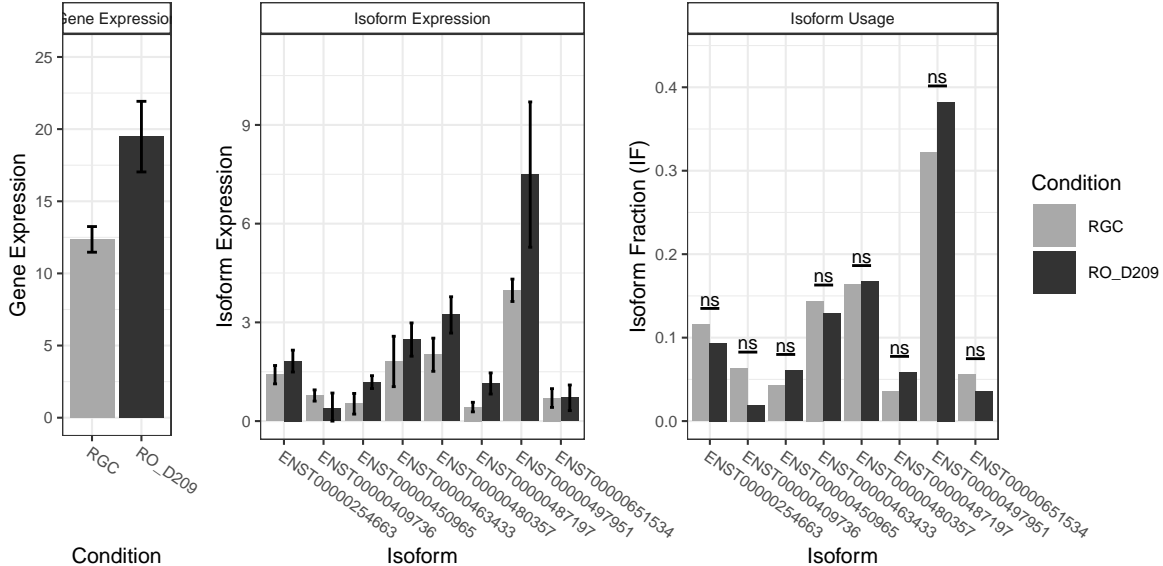 Gene Expression
Isoform Expression
Isoform Usage
Gene Expression
25
20
15
10
5
0
RGC
RO_D209
Condition
Isoform Expression
9
6
3
0
ENST00000254663
ENST00000409736
ENST00000450965
ENST00000463433
ENST00000480357
ENST00000487197
ENST00000497951
ENST00000651534
Isoform
Isoform Fraction (IF)
0.4
0.3
0.2
0.1
0.0
ns
ns
ns
ns
ns
ns
ns
ns
ENST00000254663
ENST00000409736
ENST00000450965
ENST00000463433
ENST00000480357
ENST00000487197
ENST00000497951
ENST00000651534
Isoform
Condition
RGC
RO_D209